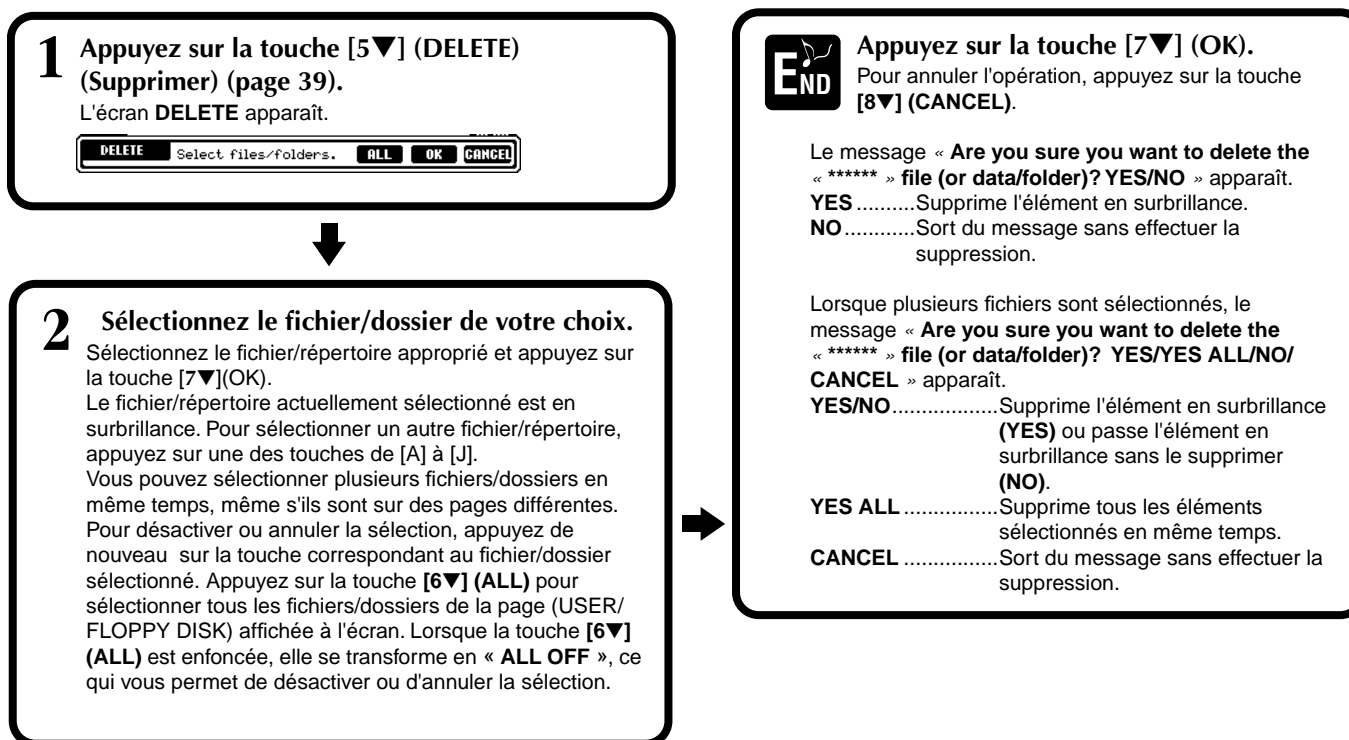 1
Appuyez sur la touche [5▼] (DELETE)
(Supprimer) (page 39).
L'écran DELETE apparaît.
DELETE Select files/folders. ALL OK CANCEL
2
Sélectionnez le fichier/dossier de votre choix.
Sélectionnez le fichier/répertoire approprié et appuyez sur
la touche [7▼](OK).
Le fichier/répertoire actuellement sélectionné est en
surbrillance. Pour sélectionner un autre fichier/répertoire,
appuyez sur une des touches de [A] à [J].
Vous pouvez sélectionner plusieurs fichiers/dossiers en
même temps, même s'ils sont sur des pages différentes.
Pour désactiver ou annuler la sélection, appuyez de
nouveau sur la touche correspondant au fichier/dossier
sélectionné. Appuyez sur la touche [6▼] (ALL) pour
sélectionner tous les fichiers/dossiers de la page (USER/
FLOPPY DISK) affichée à l'écran. Lorsque la touche [6▼]
(ALL) est enfoncée, elle se transforme en « ALL OFF », ce
qui vous permet de désactiver ou d'annuler la sélection.
END
Appuyez sur la touche [7▼] (OK).
Pour annuler l'opération, appuyez sur la touche
[8▼] (CANCEL).
Le message « Are you sure you want to delete the
« ****** » file (or data/folder)? YES/NO » apparaît.
YES ..........Supprime l'élément en surbrillance.
NO ............Sort du message sans effectuer la
suppression.
Lorsque plusieurs fichiers sont sélectionnés, le
message « Are you sure you want to delete the
« ****** » file (or data/folder)? YES/YES ALL/NO/
CANCEL » apparaît.
YES/NO ..................Supprime l'élément en surbrillance
(YES) ou passe l'élément en
surbrillance sans le supprimer
(NO).
YES ALL .................Supprime tous les éléments
sélectionnés en même temps.
CANCEL .................Sort du message sans effectuer la
suppression.